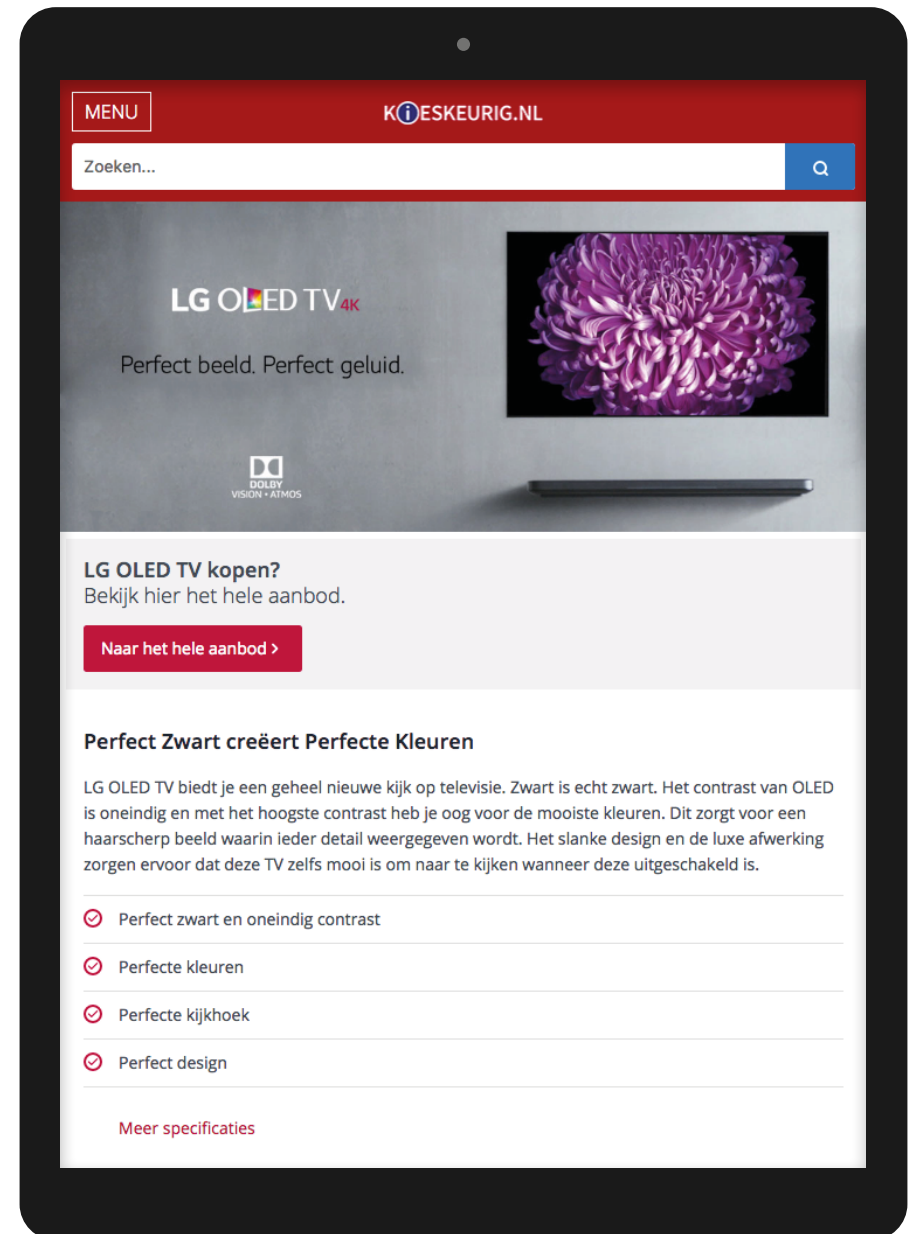 MENU
KiESKEURIG.NL
Zoeken...
LG OLED TV 4K
Perfect beeld. Perfect geluid.
DOLBY
VISION • ATMOS
LG OLED TV kopen?
Bekijk hier het hele aanbod.
Naar het hele aanbod >
Perfect Zwart creëert Perfecte Kleuren
LG OLED TV biedt je een geheel nieuwe kijk op televisie. Zwart is echt zwart. Het contrast van OLED
is oneindig en met het hoogste contrast heb je oog voor de mooiste kleuren. Dit zorgt voor een
haarscherp beeld waarin ieder detail weergegeven wordt. Het slanke design en de luxe afwerking
zorgen ervoor dat deze TV zelfs mooi is om naar te kijken wanneer deze uitgeschakeld is.
Perfect zwart en oneindig contrast
Perfecte kleuren
Perfecte kijkhoek
Perfect design
Meer specificaties